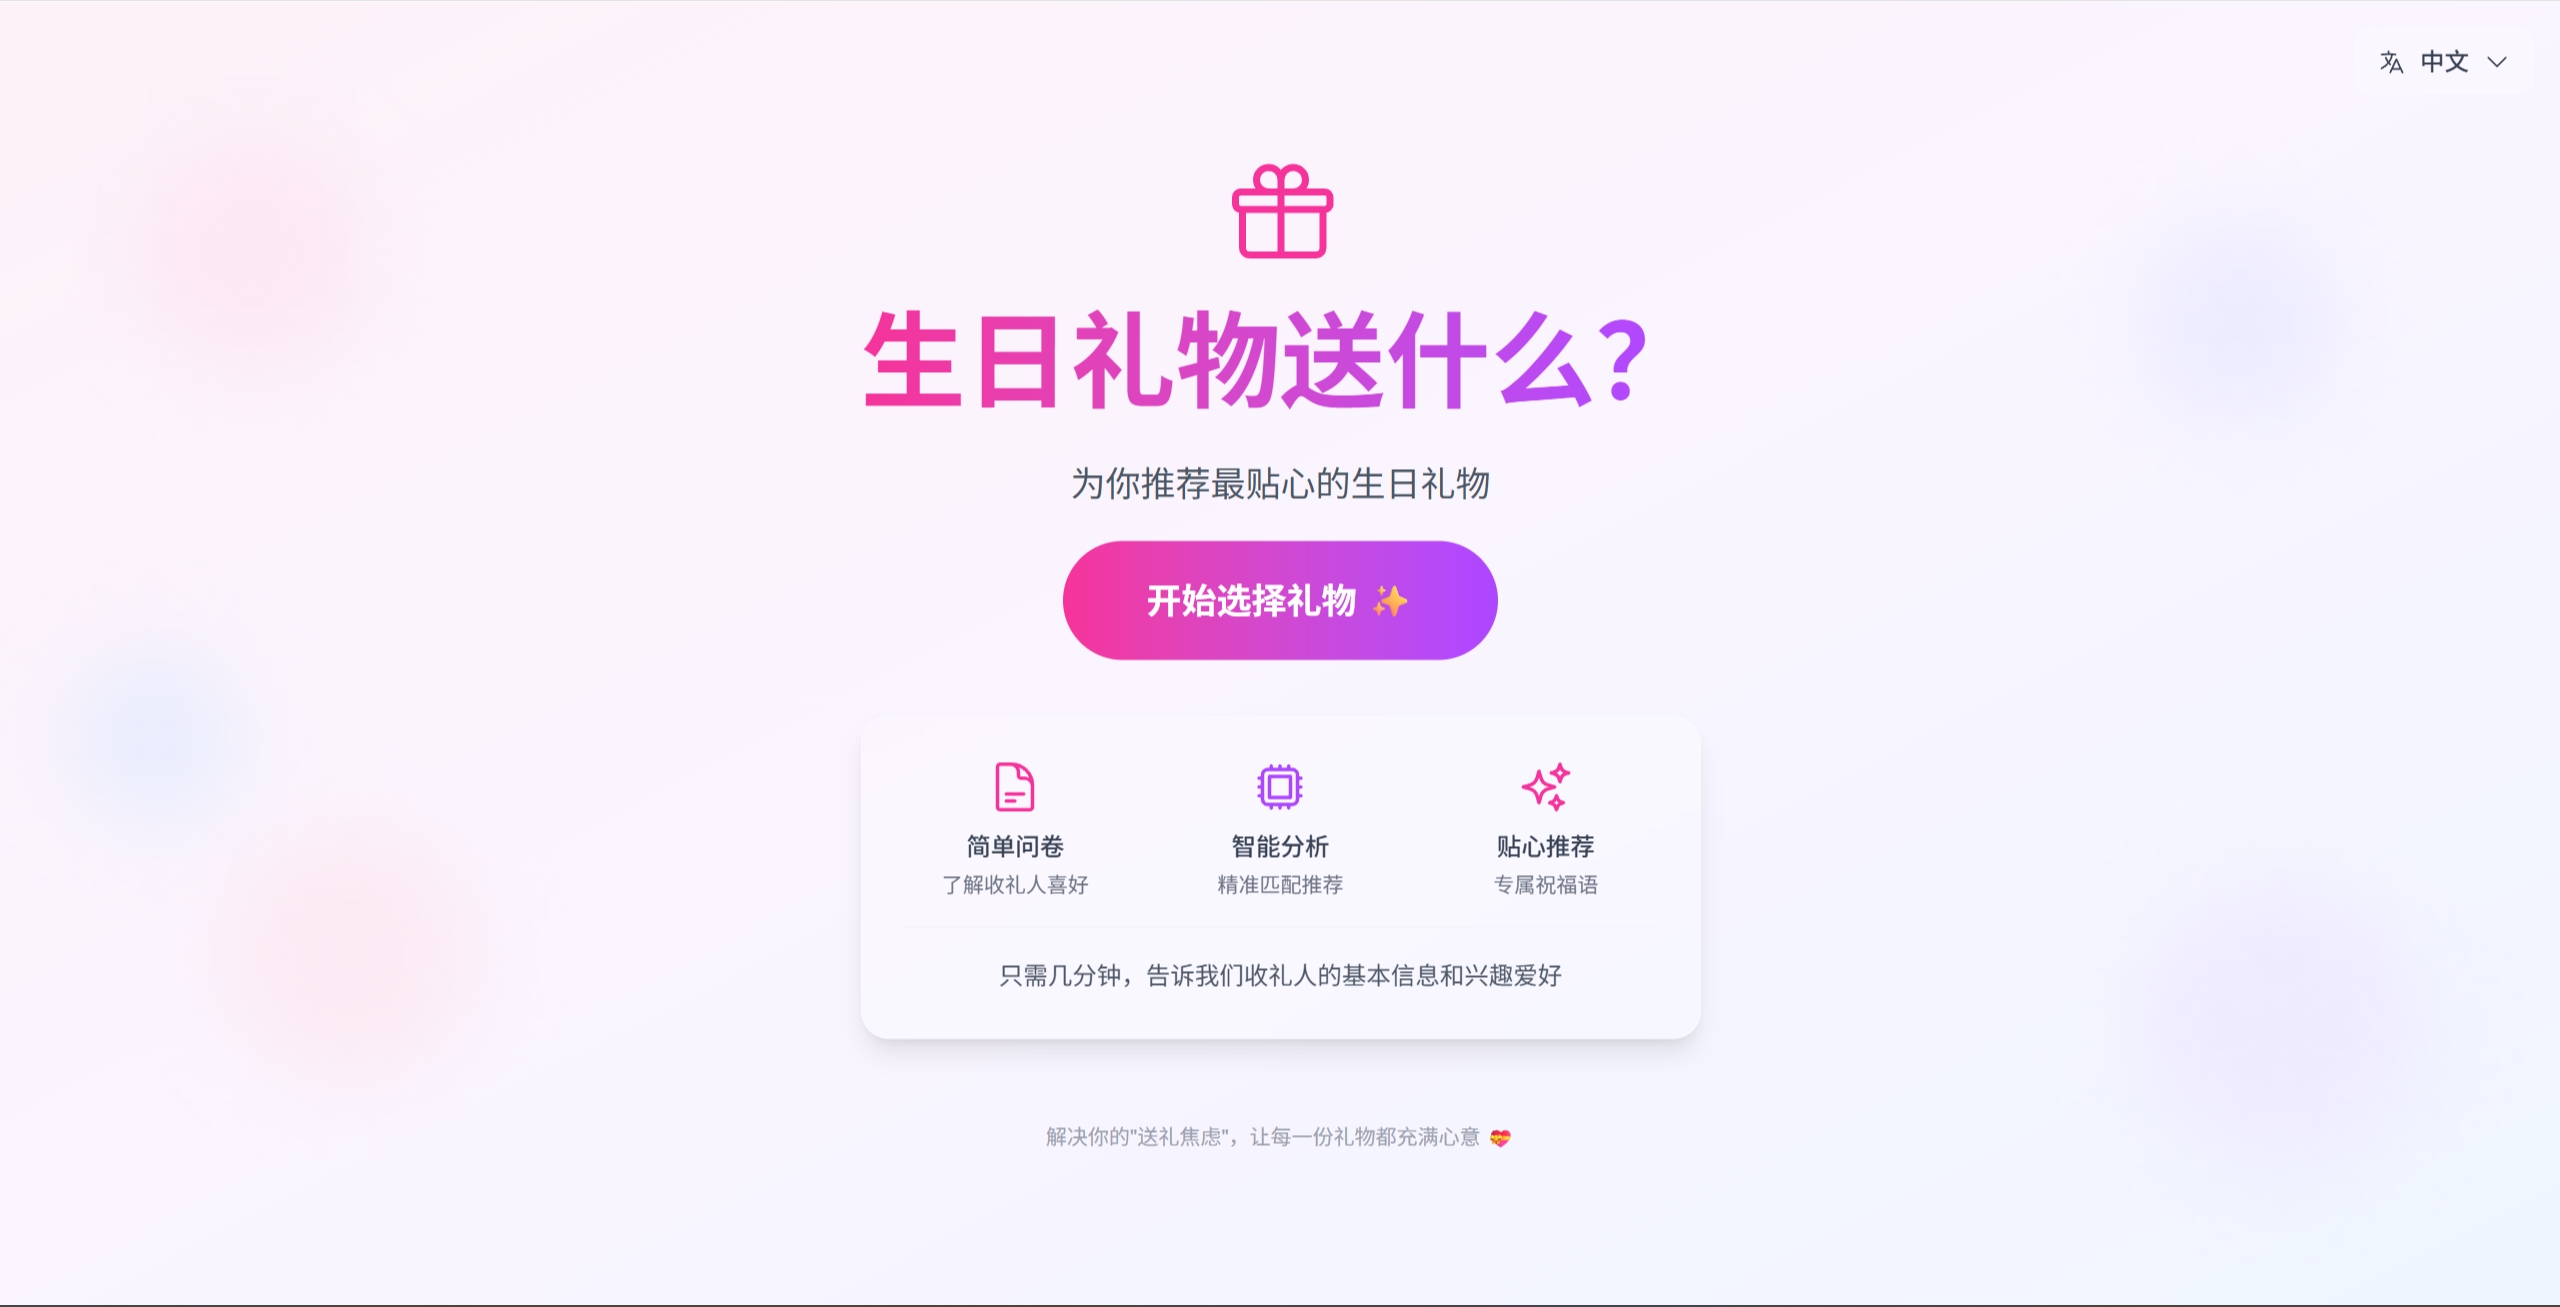 中文
生日礼物送什么？
为你推荐最贴心的生日礼物
开始选择礼物 ✨
简单问卷
了解收礼人喜好
智能分析
精准匹配推荐
贴心推荐
专属祝福语
只需几分钟，告诉我们收礼人的基本信息和兴趣爱好
解决你的"送礼焦虑"，让每一份礼物都充满心意 💝